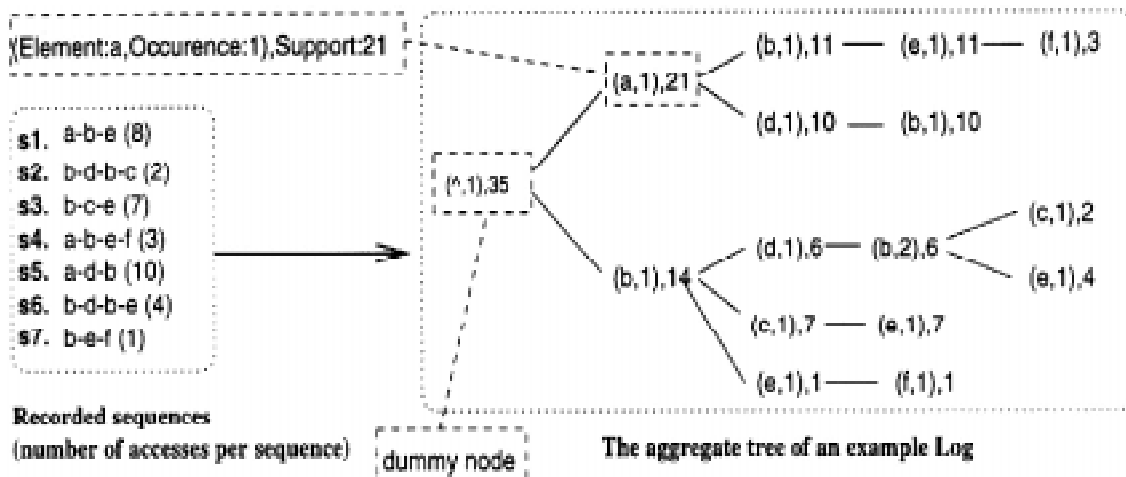 (Element:a,Occurence:1),Support:21
s1. a-b-e (8)
s2. b-d-b-c (2)
s3. b-c-e (7)
s4. a-b-e-f (3)
s5. a-d-b (10)
s6. b-d-b-e (4)
s7. b-e-f (1)
Recorded sequences
(number of accesses per sequence)
(^,1),35
dummy node
(a,1),21
(b,1),11
(e,1),11
(f,1),3
(d,1),10
(b,1),10
(b,1),14
(d,1),6
(b,2),6
(c,1),2
(e,1),4
(c,1),7
(e,1),7
(e,1),1
(f,1),1
The aggregate tree of an example Log